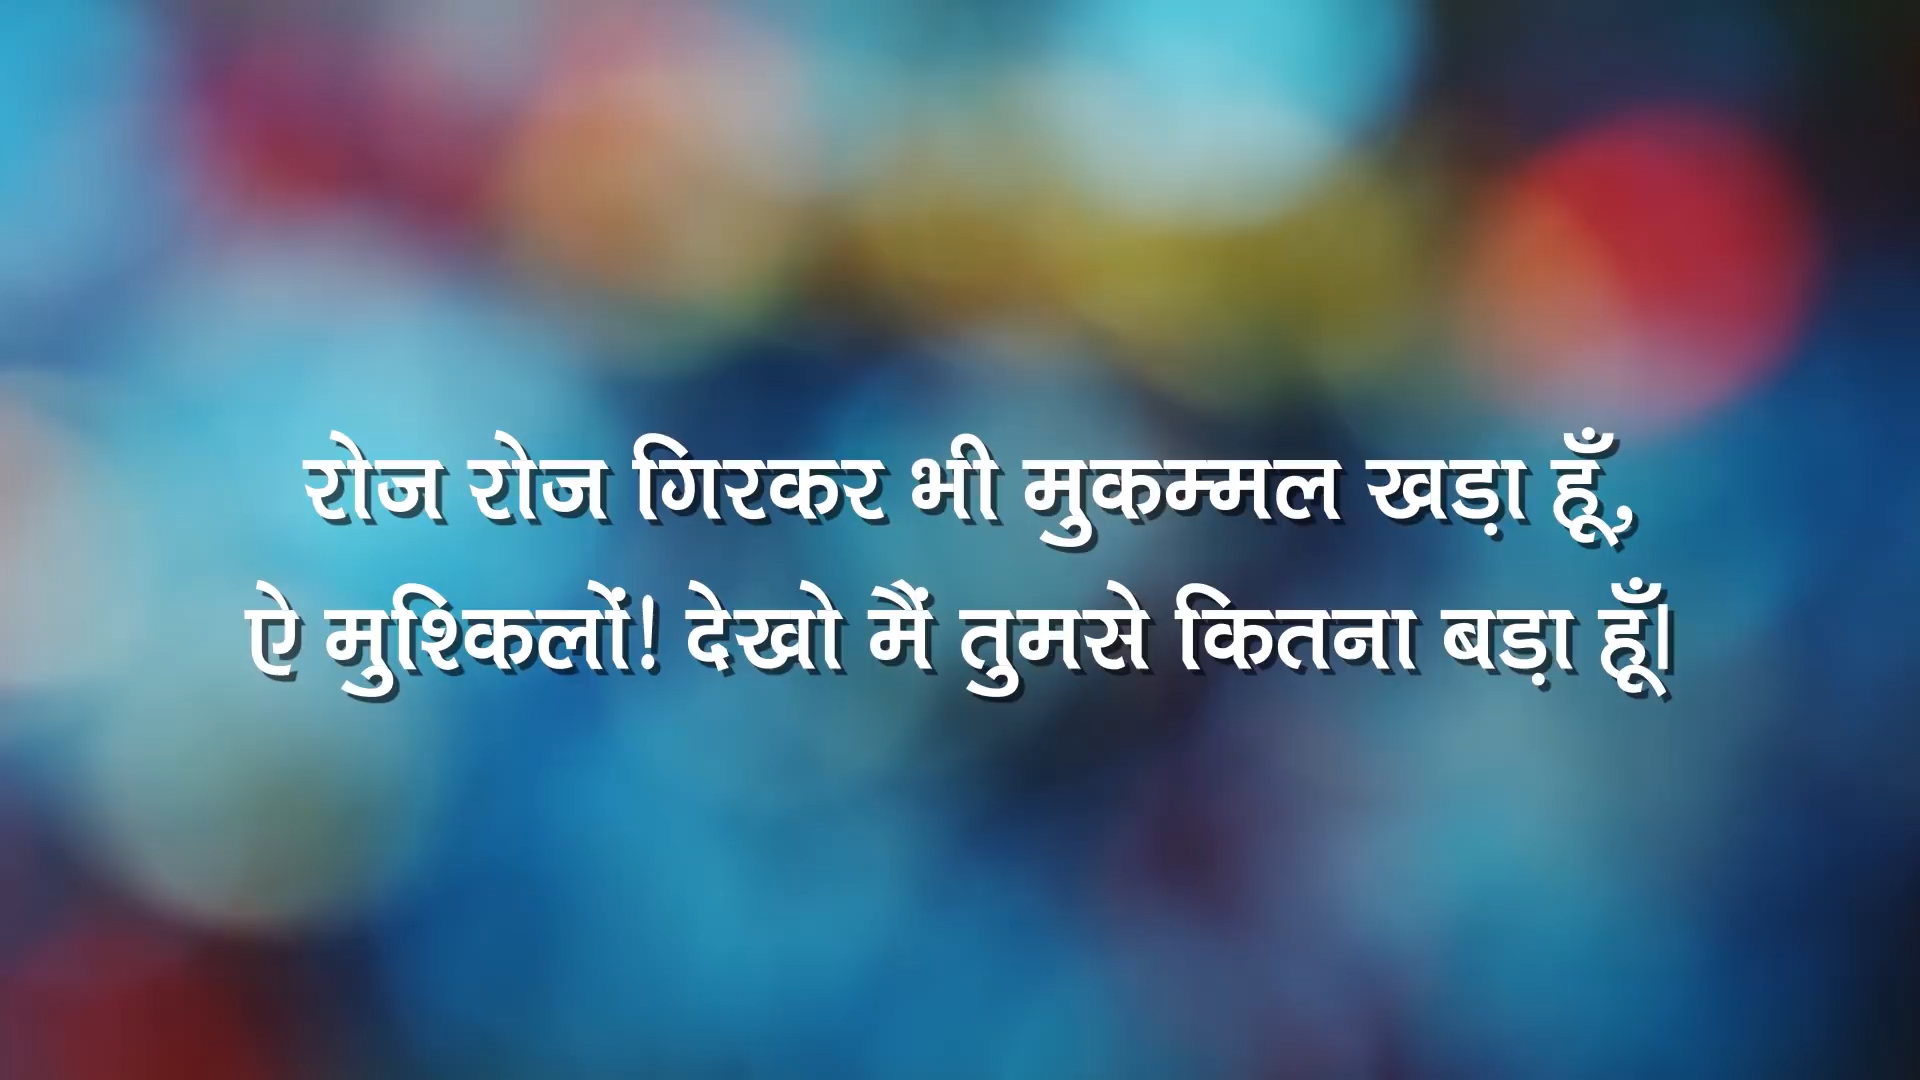 रोज रोज गिरकर भी मुकम्मल खड़ा हूँ,
ऐ मुश्किलों! देखो मैं तुमसे कितना बड़ा हूँ।